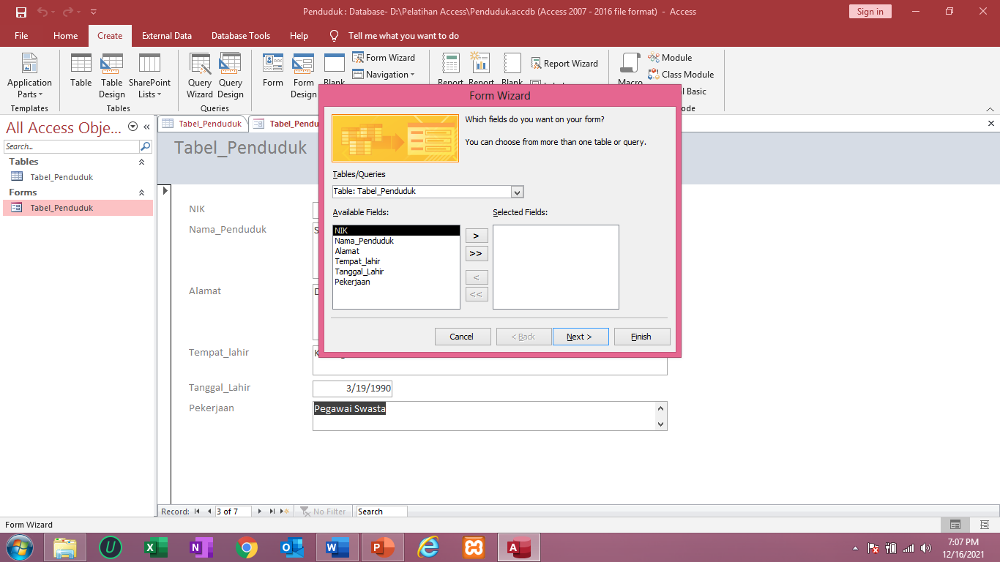 Penduduk : Database- D:\Pelatihan Access\Penduduk.accdb (Access 2007 - 2016 file format) - Access
Sign in
File Home Create External Data Database Tools Help Tell me what you want to do
Application Parts
Templates
Table
Table Design
SharePoint Lists
Tables
Query Wizard
Query Design
Queries
Form
Form Design
Blank
Form Wizard
Navigation
Report
Report
Blank
Report Wizard
Macro
Module
Class Module
All Access Obje...
Search...
Tables
Tabel_Penduduk
Forms
Tabel_Penduduk
Tabel_Penduduk
Tabel_Penduduk
NIK
Nama_Penduduk
Alamat
Tempat_lahir
Tanggal_Lahir
3/19/1990
Pekerjaan
Pegawai Swasta
Form Wizard
Which fields do you want on your form?
You can choose from more than one table or query.
Tables/Queries
Table: Tabel_Penduduk
Available Fields:
Selected Fields:
NIK
Nama_Penduduk
Alamat
Tempat_lahir
Tanggal_Lahir
Pekerjaan
>
>>
<
<<
Cancel
< Back
Next >
Finish
Record: 3 of 7 No Filter Search
Form Wizard
7:07 PM
12/16/2021